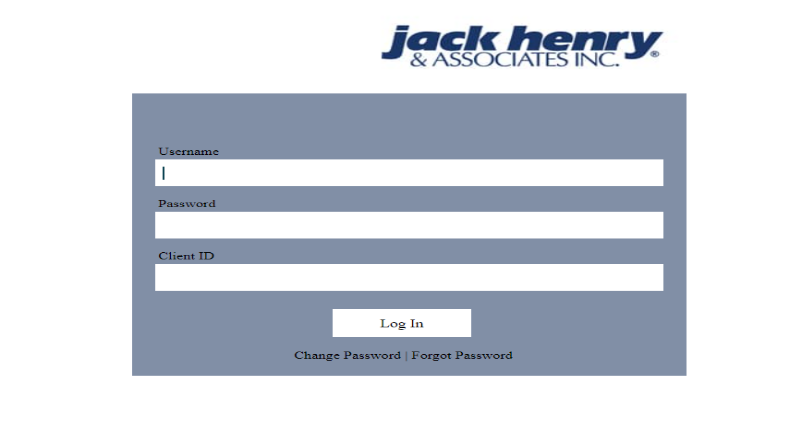 jack henry®
& ASSOCIATES INC.
Username
Password
Client ID
Log In
Change Password | Forgot Password